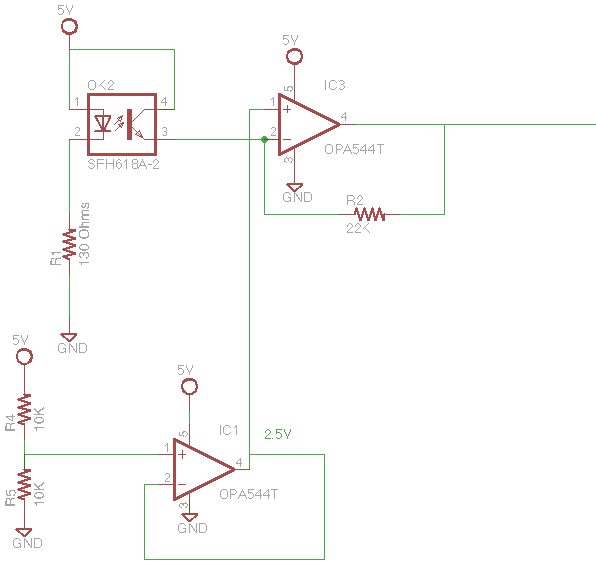 5V
5V
OK2
IC3
1
4
2
3
SFH618A-2
1
+
2
-
5
3
4
OPA544T
GND
R2
22K
R1
130 Ohms
GND
5V
R4
10K
R5
10K
GND
5V
IC1
2.5V
5
1
+
2
-
3
4
OPA544T
GND